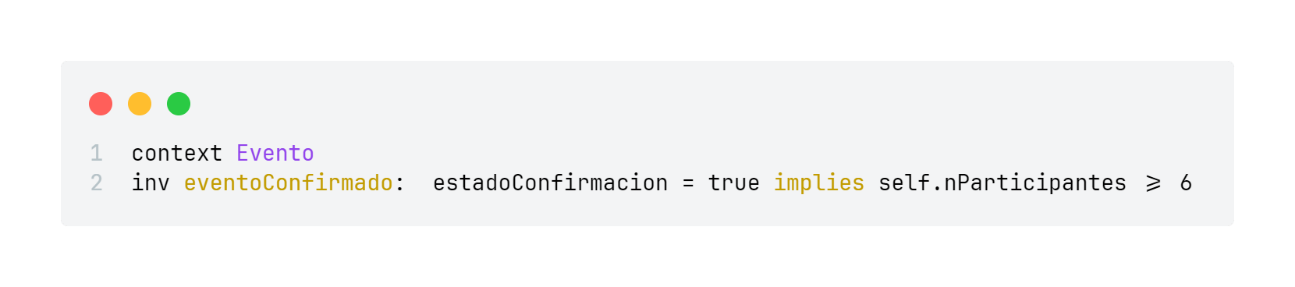 1 context Evento
2 inv eventoConfirmado: estadoConfirmacion = true implies self.nParticipantes >= 6